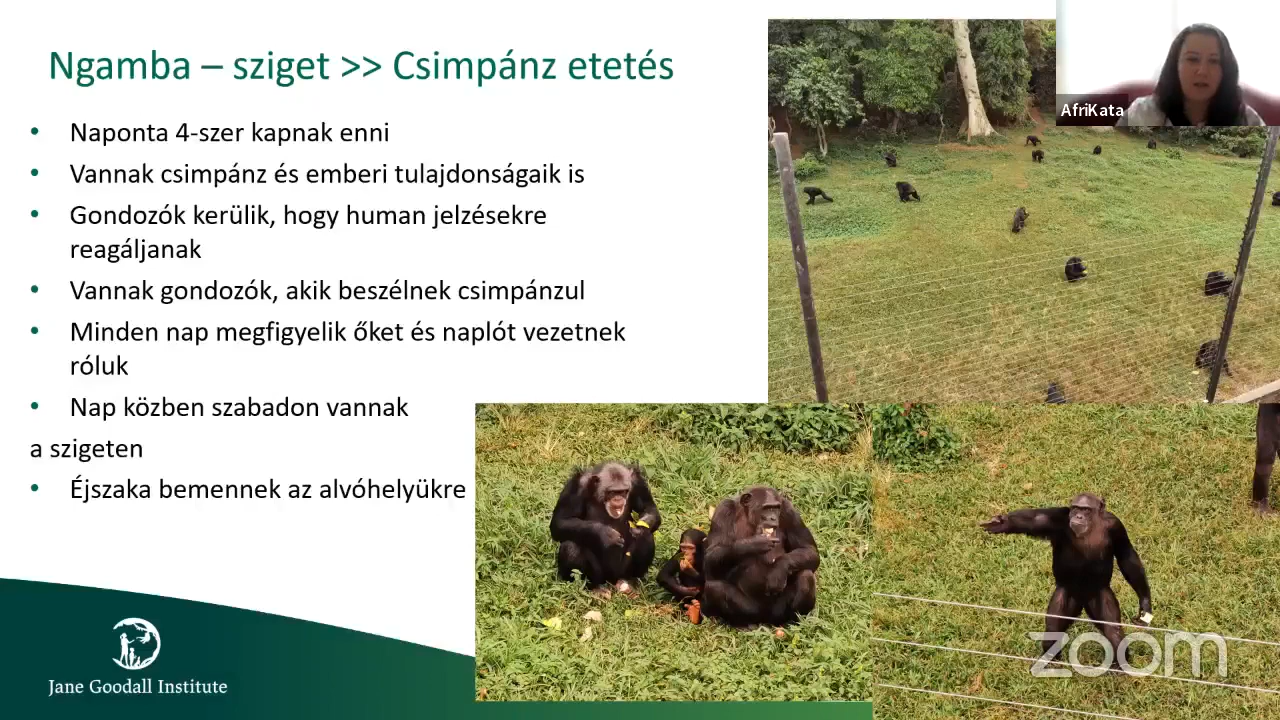 Ngamba – sziget >> Csimpánz etetés
• Naponta 4-szer kapnak enni
• Vannak csimpánz és emberi tulajdonságaik is
• Gondozók kerülik, hogy human jelzésekre
reagáljanak
• Vannak gondozók, akik beszélnek csimpánzul
• Minden nap megfigyelik őket és naplót vezetnek
róluk
• Nap közben szabadon vannak
a szigeten
• Éjszaka bemennek az alvóhelyükre
Jane Goodall Institute
AfriKata
zoom